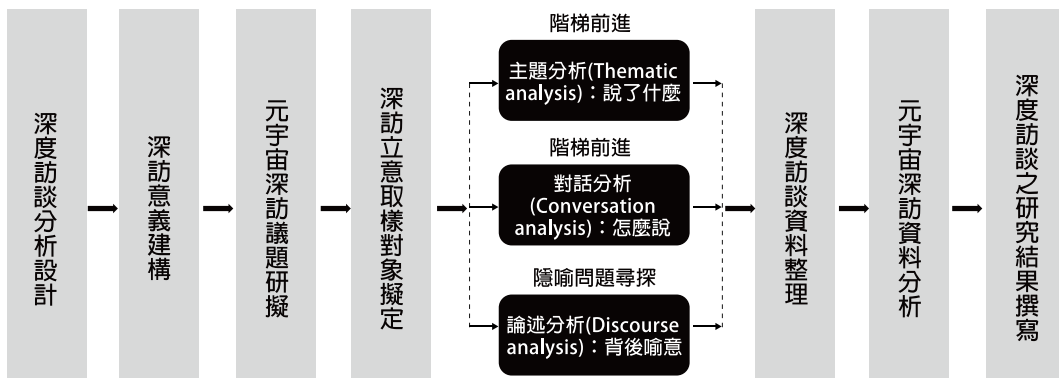 深度訪談分析設計
深訪意義建構
元宇宙深訪議題研擬
深訪立意取樣對象擬定
階梯前進
主題分析(Thematic
analysis)：說了什麼
階梯前進
對話分析
(Conversation
analysis)：怎麼說
隱喻問題尋探
論述分析(Discourse
analysis)：背後喻意
深度訪談資料整理
元宇宙深訪資料分析
深度訪談之研究結果撰寫